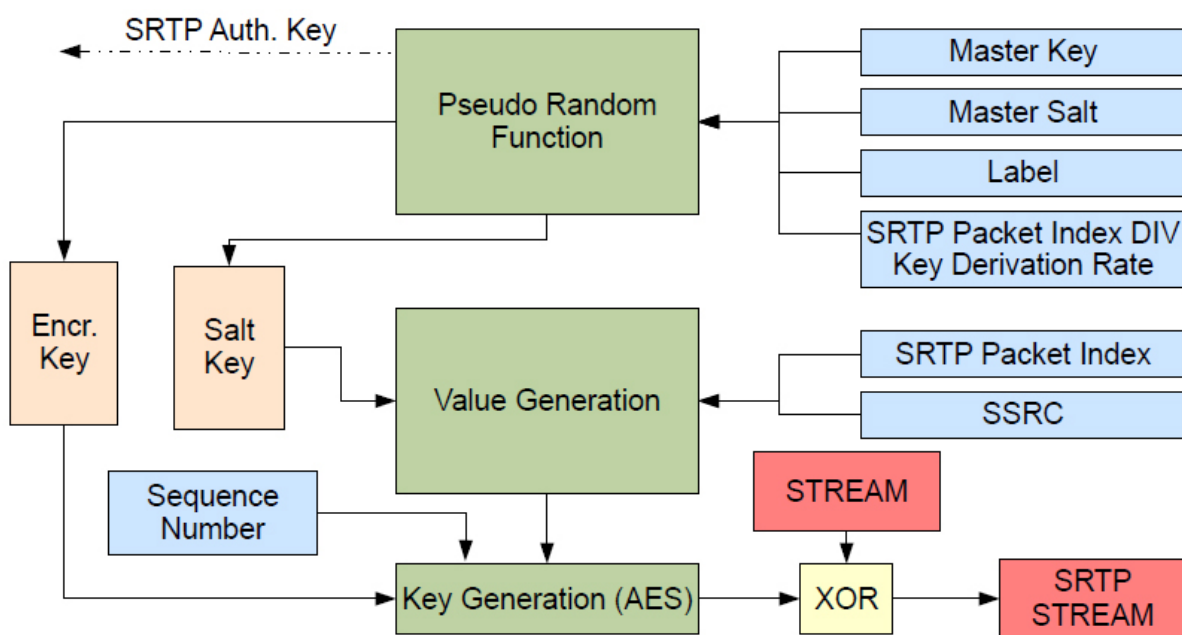 SRTP Auth. Key
Pseudo Random
Function
Master Key
Master Salt
Label
SRTP Packet Index DIV
Key Derivation Rate
Encr.
Key
Salt
Key
Value Generation
SRTP Packet Index
SSRC
Sequence
Number
STREAM
Key Generation (AES)
XOR
SRTP
STREAM